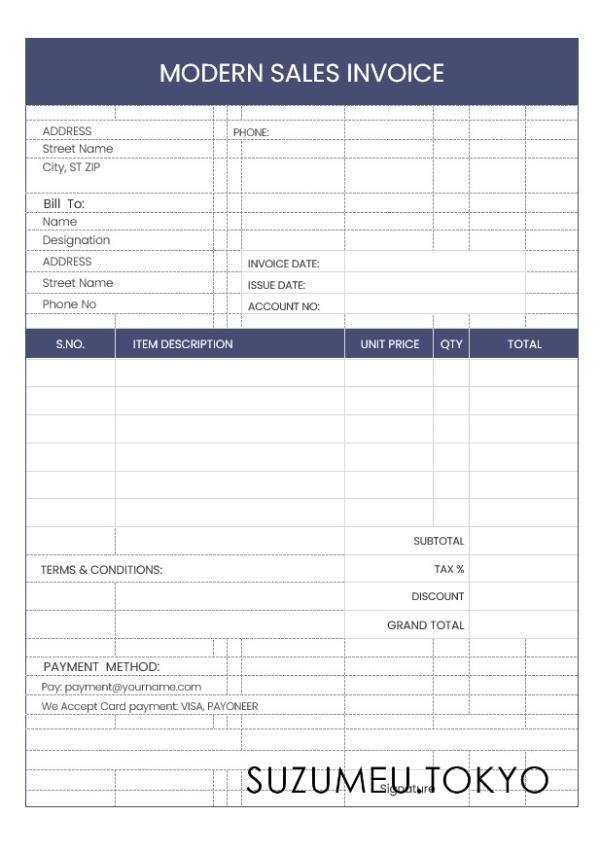 MODERN SALES INVOICE
ADDRESS PHONE:
Street Name
City, ST ZIP
Bill To:
Name
Designation
ADDRESS INVOICE DATE:
Street Name ISSUE DATE:
Phone No ACCOUNT NO:
S.NO. ITEM DESCRIPTION UNIT PRICE QTY TOTAL
SUBTOTAL
TERMS & CONDITIONS: TAX %
DISCOUNT
GRAND TOTAL
PAYMENT METHOD:
Pay: payment@yourname.com
We Accept Card payment: VISA, PAYONEER
SUZUMEU.TOKYO
Signature